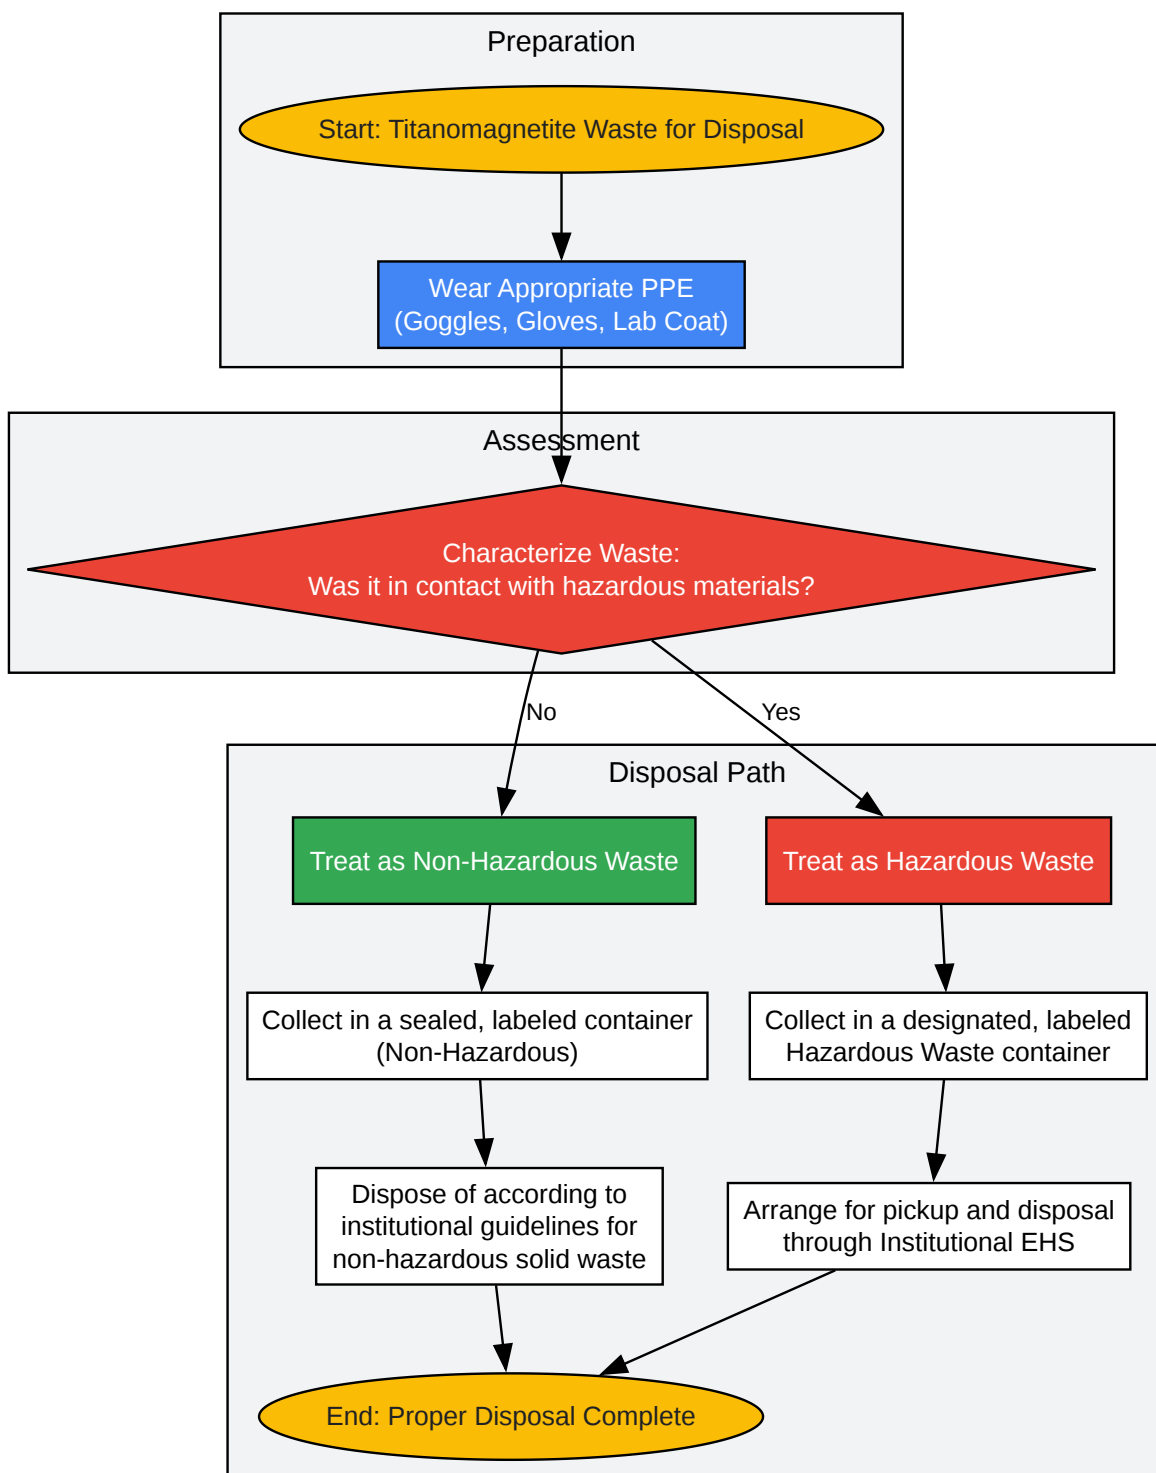 Preparation
Start: Titanomagnetite Waste for Disposal
Wear Appropriate PPE
(Goggles, Gloves, Lab Coat)
Assessment
Characterize Waste:
Was it in contact with hazardous materials?
No
Yes
Disposal Path
Treat as Non-Hazardous Waste
Treat as Hazardous Waste
Collect in a sealed, labeled container
(Non-Hazardous)
Collect in a designated, labeled
Hazardous Waste container
Dispose of according to
institutional guidelines for
non-hazardous solid waste
Arrange for pickup and disposal
through Institutional EHS
End: Proper Disposal Complete